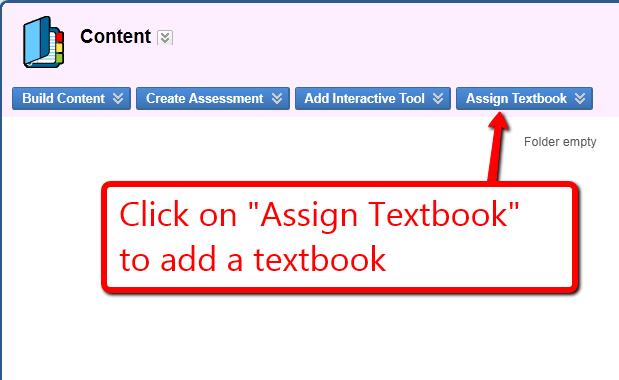 Content
Build Content Create Assessment Add Interactive Tool Assign Textbook
Folder empty
Click on "Assign Textbook"
to add a textbook